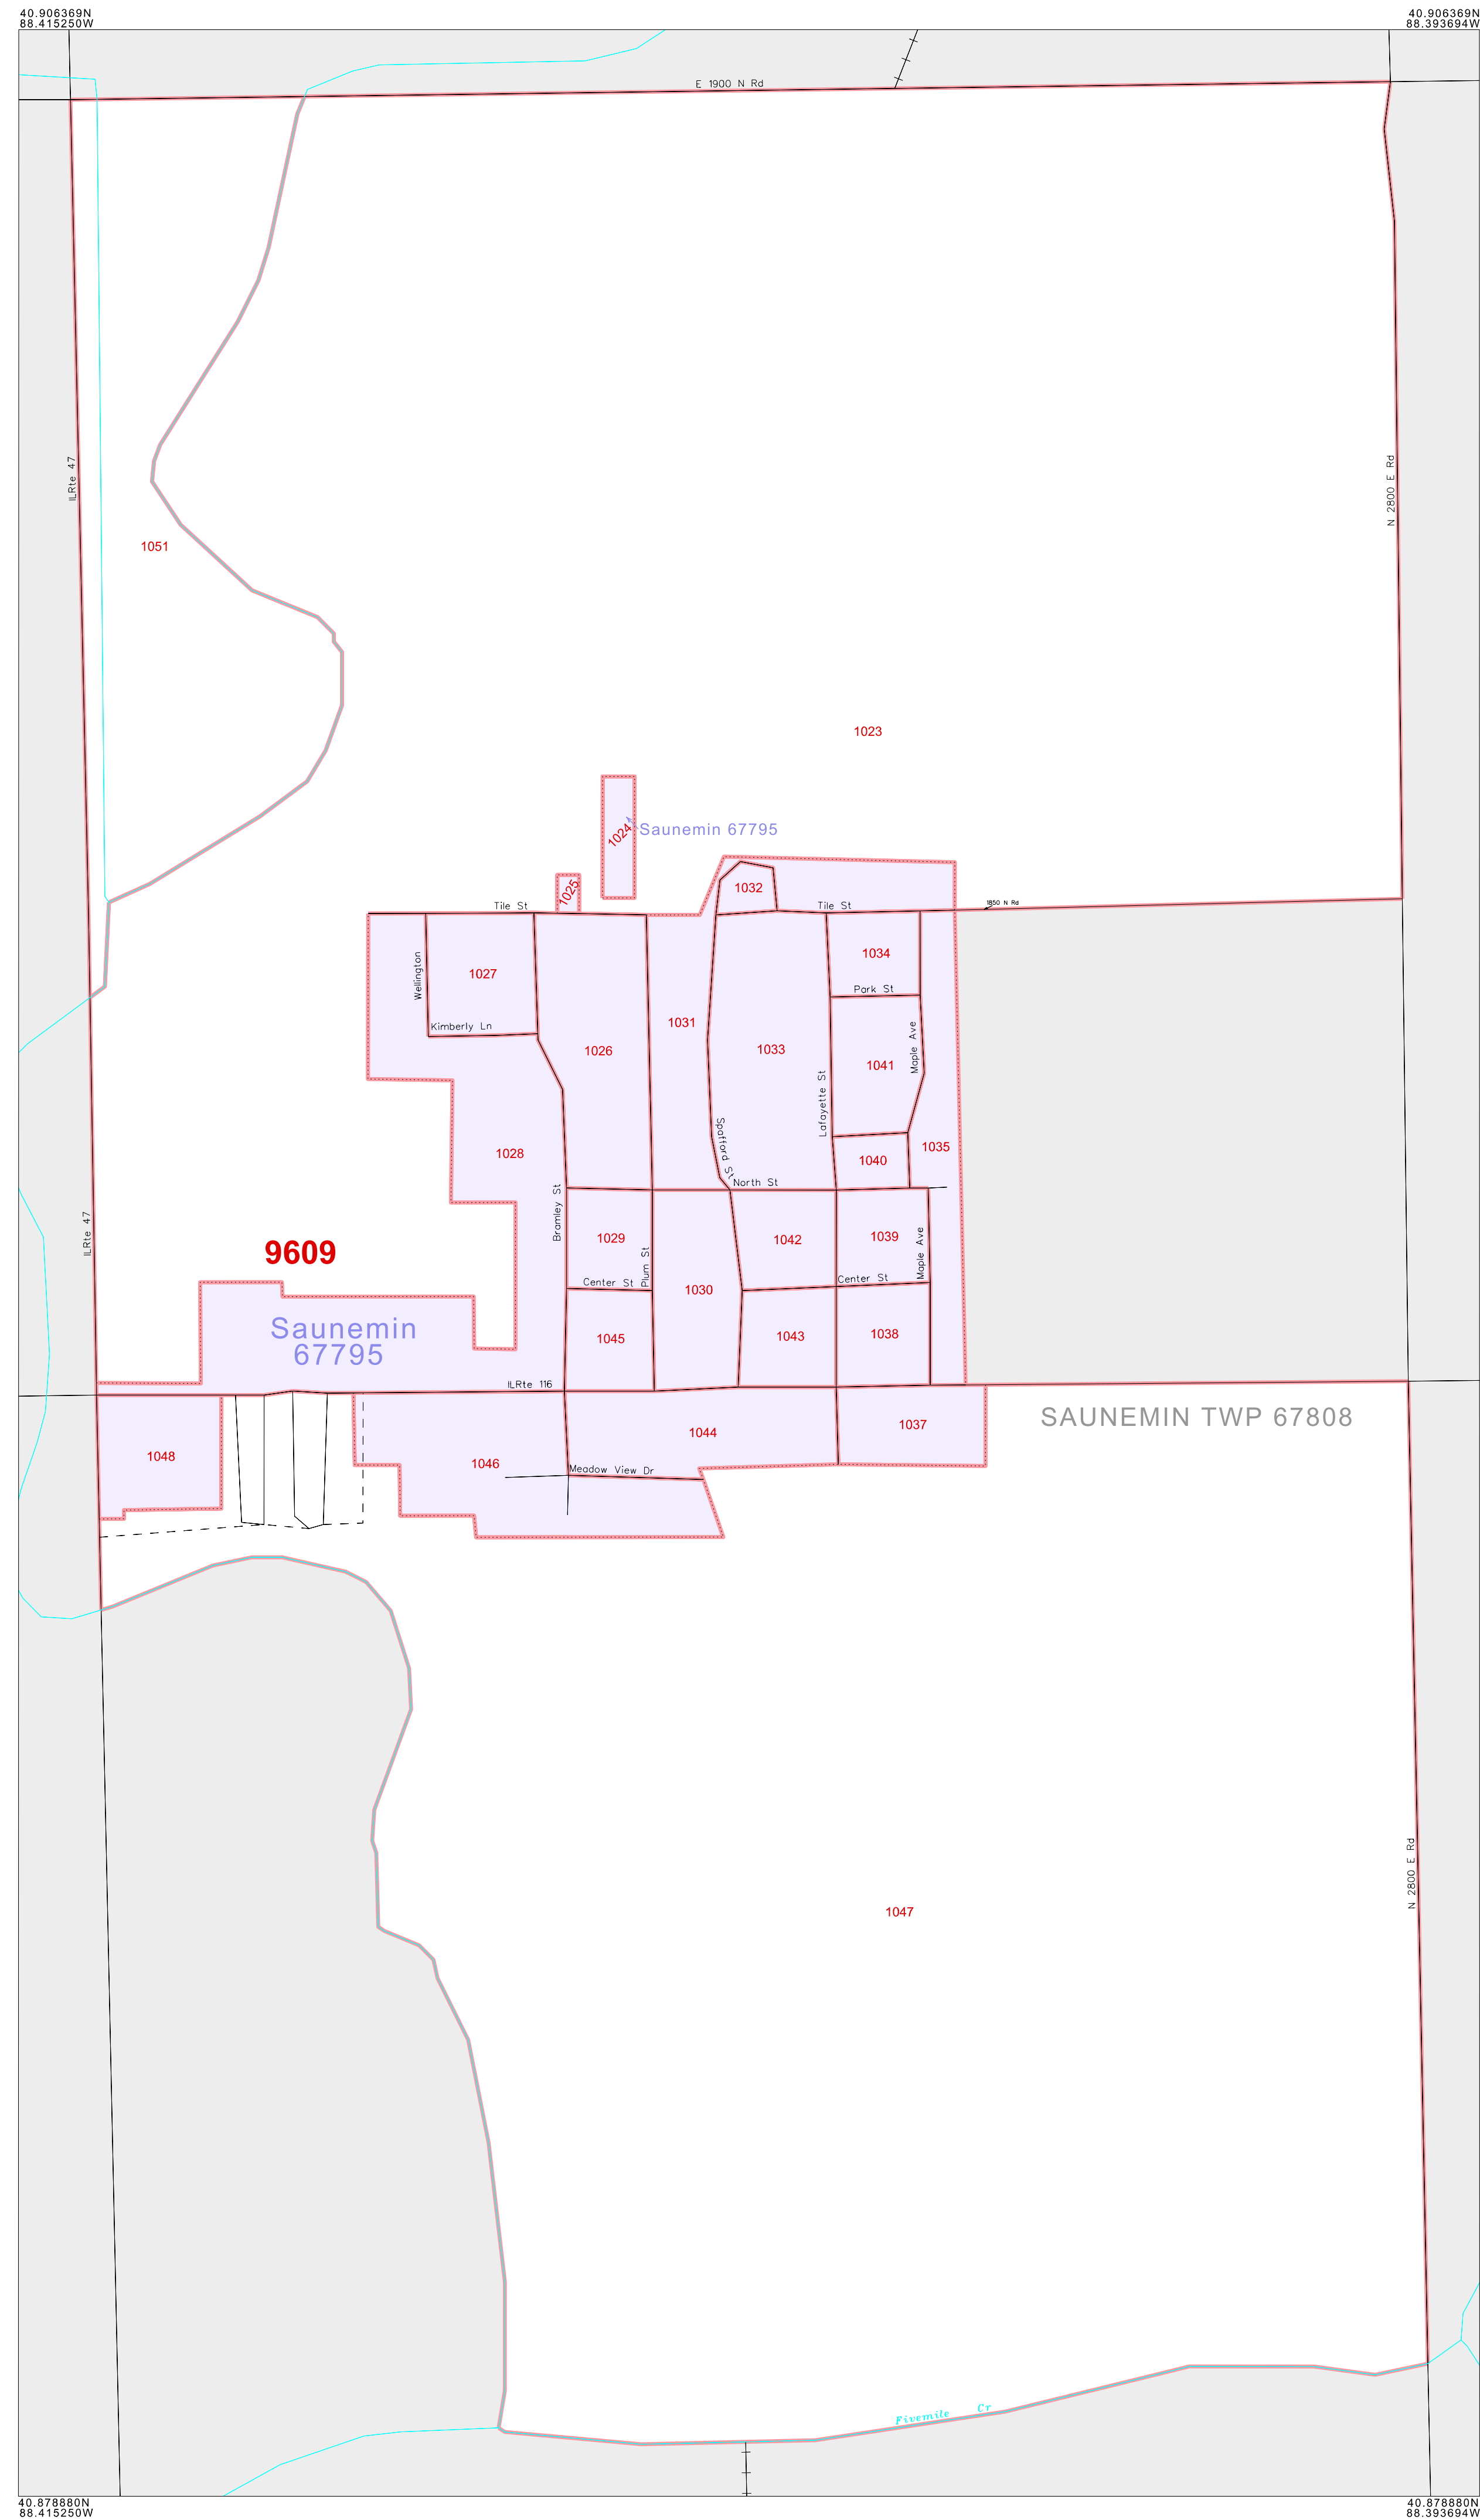 40.906369N
88.415250W
40.906369N
88.393694W
E 1900 N Rd
ILRte 47
N 2800 E Rd
1051
1023
1024
Saunemin 67795
1025
1032
Tile St
Tile St
1850 N Rd
1034
Wellington
1027
Park St
Kimberly Ln
1031
1026
1033
Maple Ave
1041
Lafayette St
Spafford St
1028
1035
1040
North St
Bramley St
ILRte 47
9609
1029
Plum St
1042
1039
Maple Ave
Center St
Center St
1030
Saunemin
67795
1045
1043
1038
ILRte 116
SAUNEMIN TWP 67808
1048
1046
1044
1037
Meadow View Dr
N 2800 E Rd
1047
Fivemile Cr
40.878880N
88.415250W
40.878880N
88.393694W